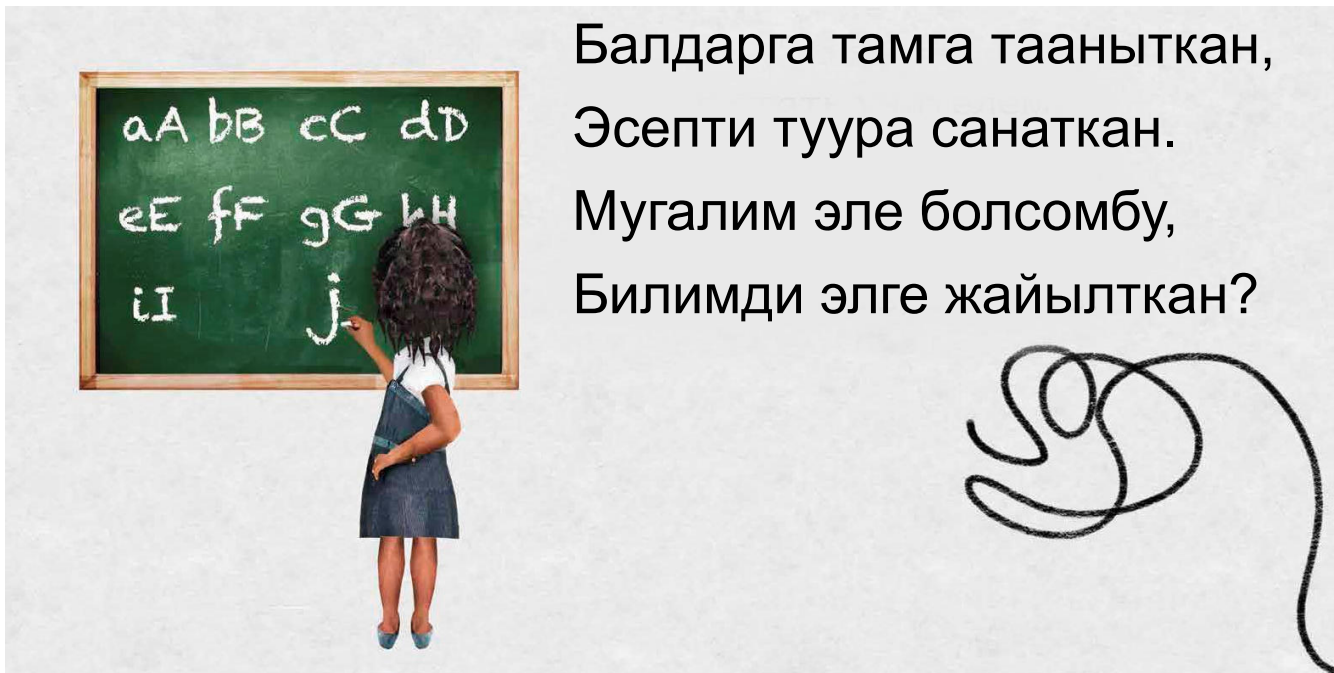 aA bB cC dD
eE fF gG hH
iI j
Балдарга тамга тааныткан,
Эсепти туура санаткан.
Мугалим эле болсомбу,
Билимди элге жайылткан?